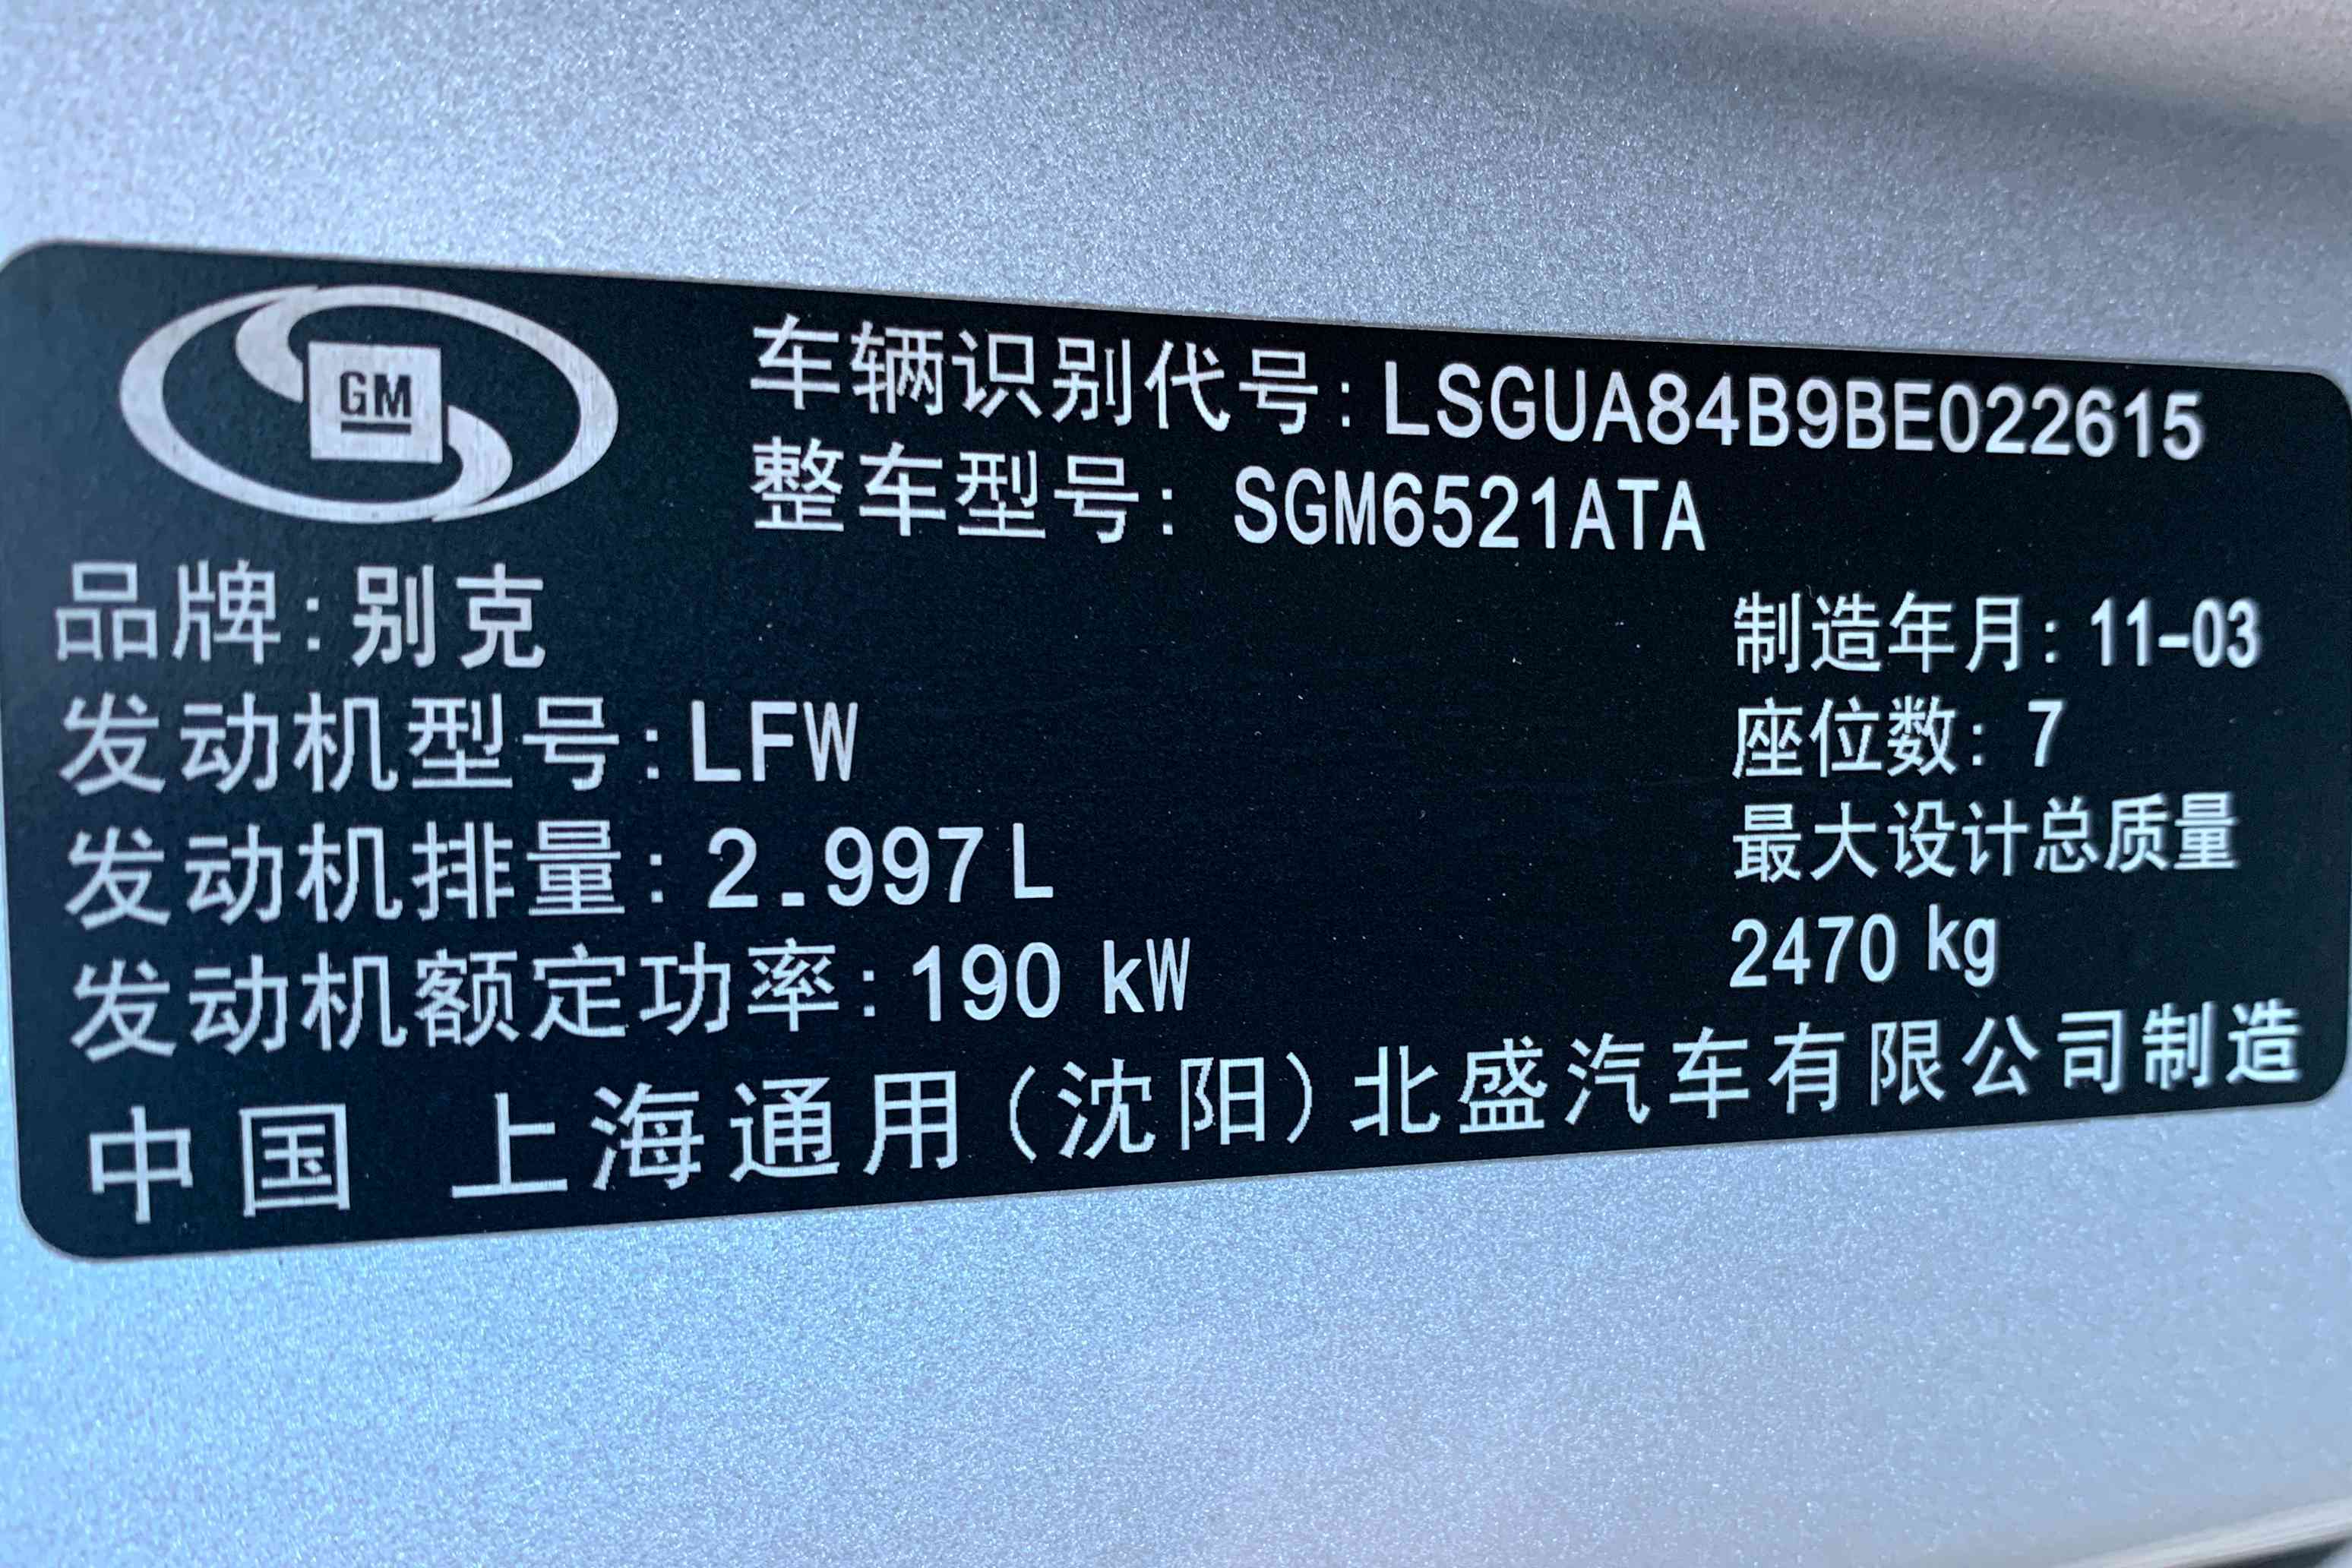 GM
车辆识别代号: LSGUA84B9BE022615
整车型号: SGM6521ATA
品牌: 别克
制造年月: 11-03
发动机型号: LFW
座位数: 7
发动机排量: 2.997L
最大设计总质量
2470 kg
发动机额定功率: 190 kW
中国 上海通用(沈阳)北盛汽车有限公司制造